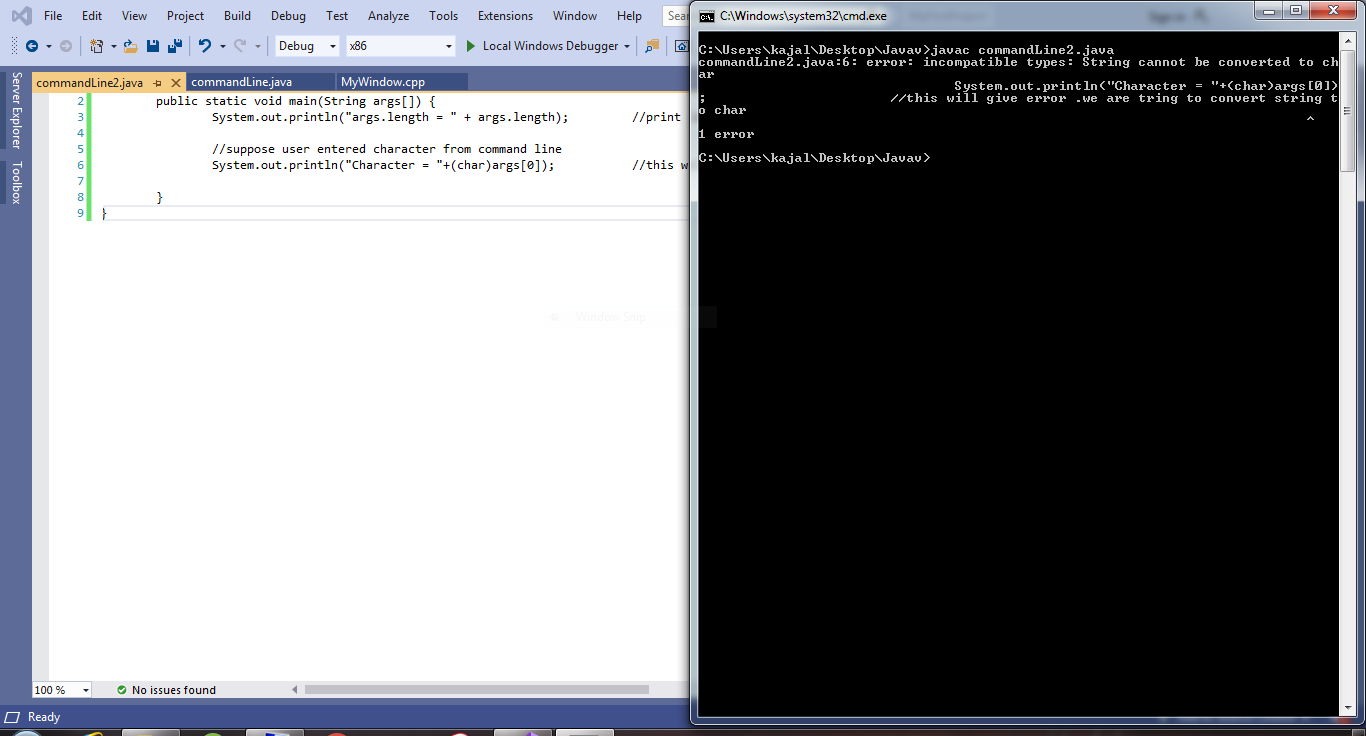 File Edit View Project Build Debug Test Analyze Tools Extensions Window Help Sear
Debug x86 Local Windows Debugger
Server Explorer
Toolbox
commandLine2.java commandLine.java MyWindow.cpp
2 public static void main(String args[]) {
3 System.out.println("args.length = " + args.length); //print
4
5 //suppose user entered character from command line
6 System.out.println("Character = "+(char)args[0]); //this w
7
8 }
9 }
Window Snip
100 % No issues found
Ready
C:\Windows\system32\cmd.exe
C:\Users\kajal\Desktop\Javav>javac commandLine2.java
commandLine2.java:6: error: incompatible types: String cannot be converted to ch
ar
System.out.println("Character = "+(char)args[0])
; //this will give error .we are tring to convert string t
o char
^
1 error
C:\Users\kajal\Desktop\Javav>